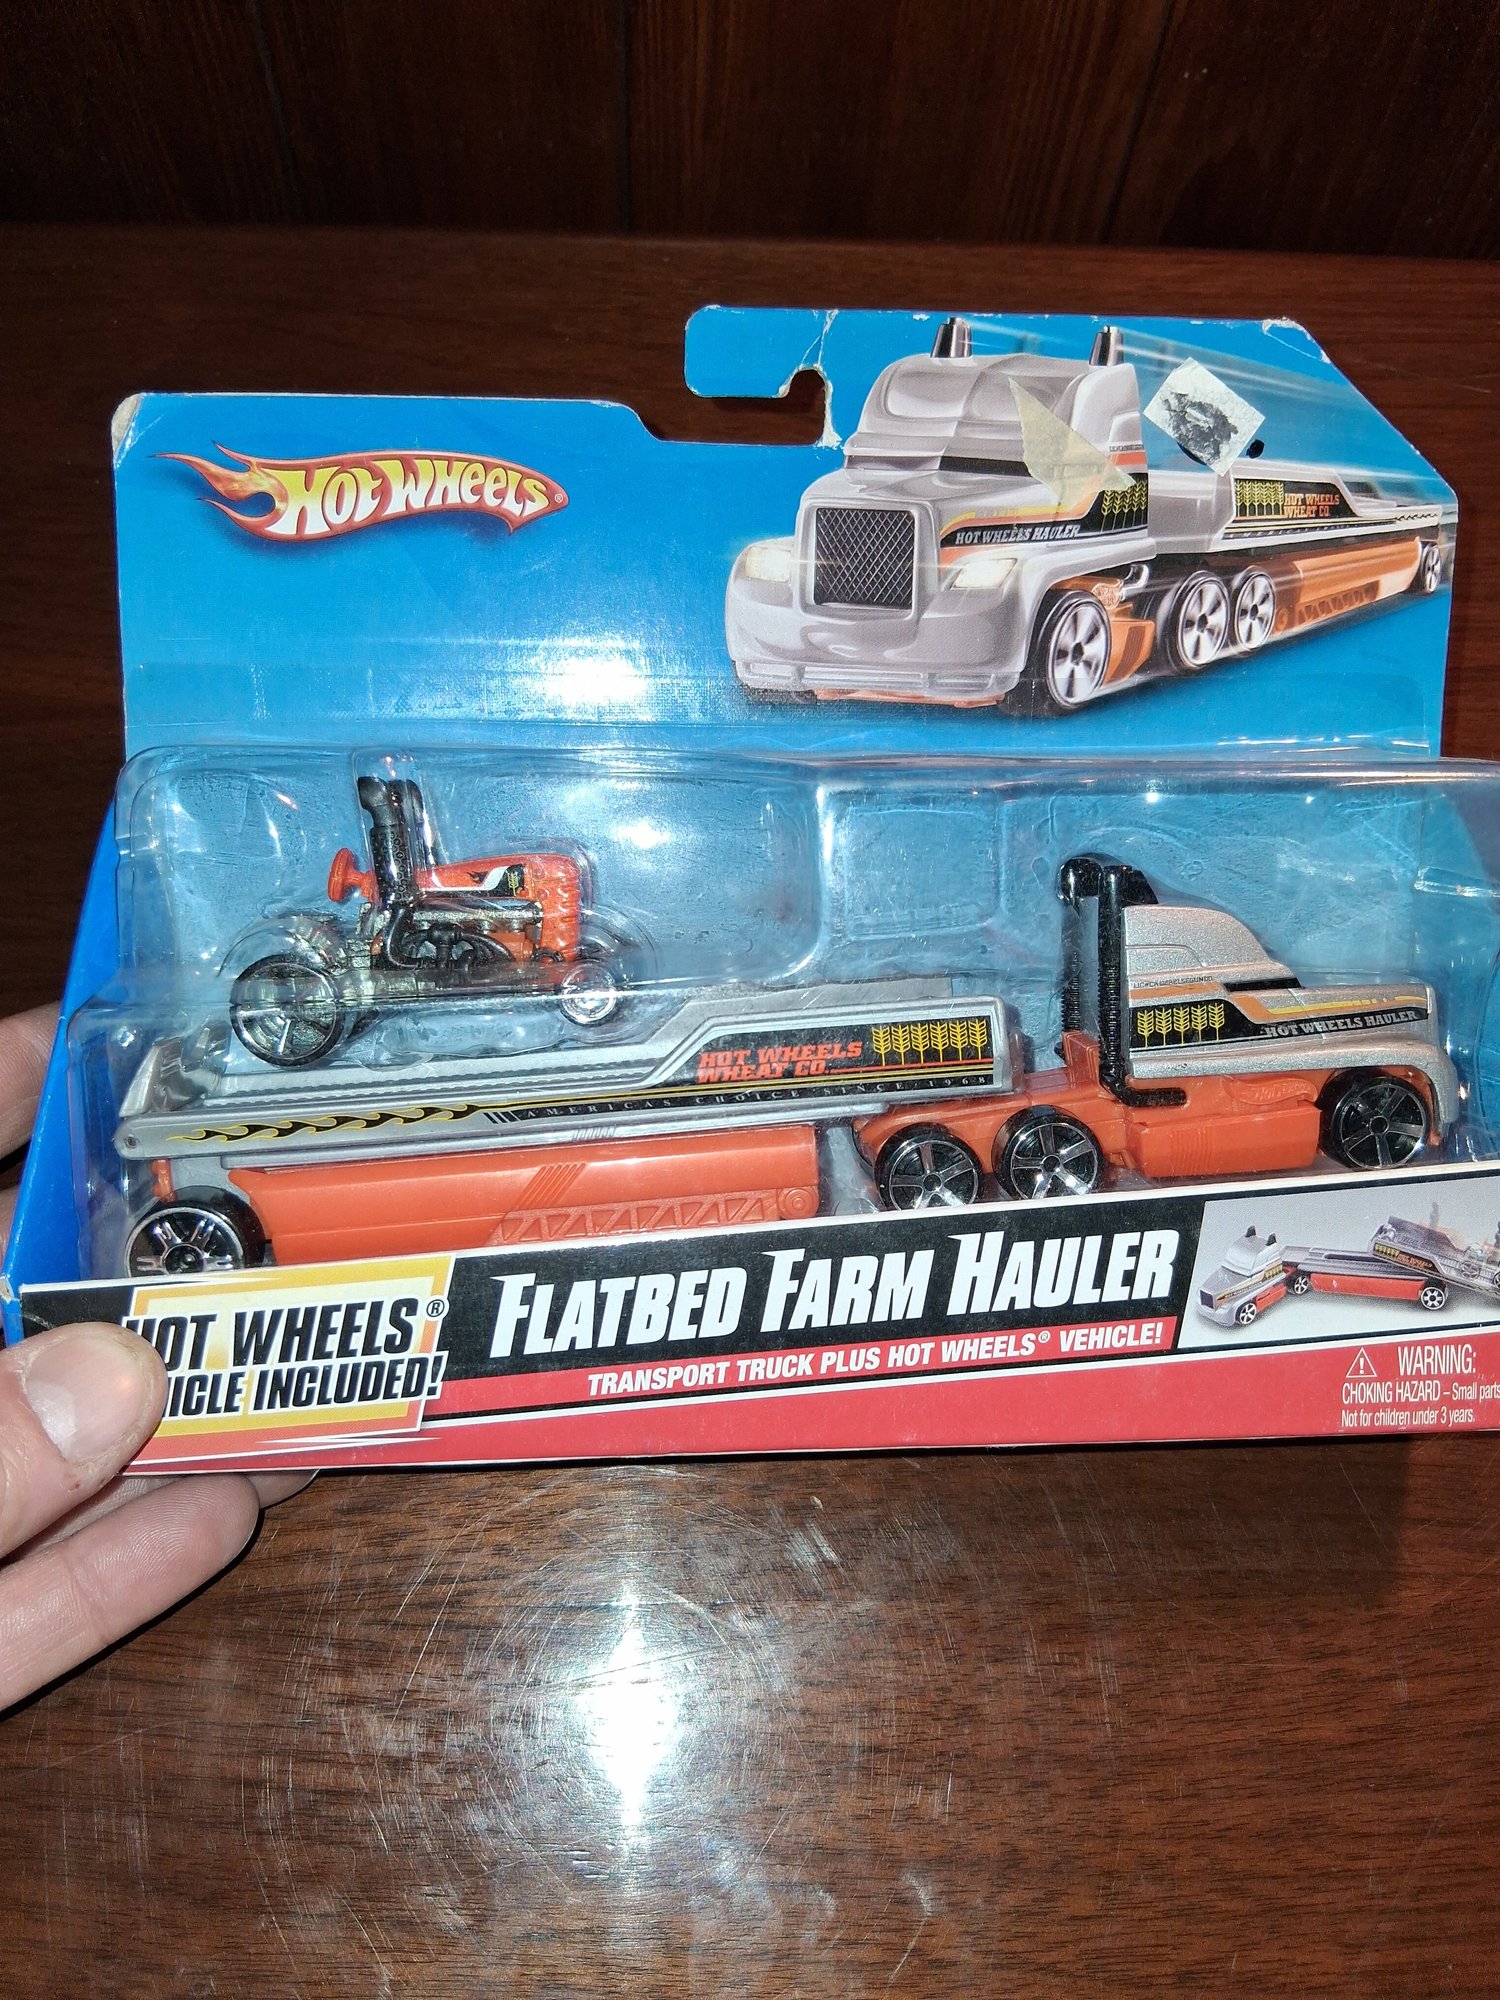 HOT WHEELS®
HOT WHEELS HAULER
HOT WHEELS
WHEAT CO.
HOT WHEELS
WHEAT CO.
AMERICAS CHOICE SINCE 1968
HOT WHEELS HAULER
HOT WHEELS®
ICLE INCLUDED!
FLATBED FARM HAULER
TRANSPORT TRUCK PLUS HOT WHEELS® VEHICLE!
WARNING:
CHOKING HAZARD – Small parts
Not for children under 3 years.